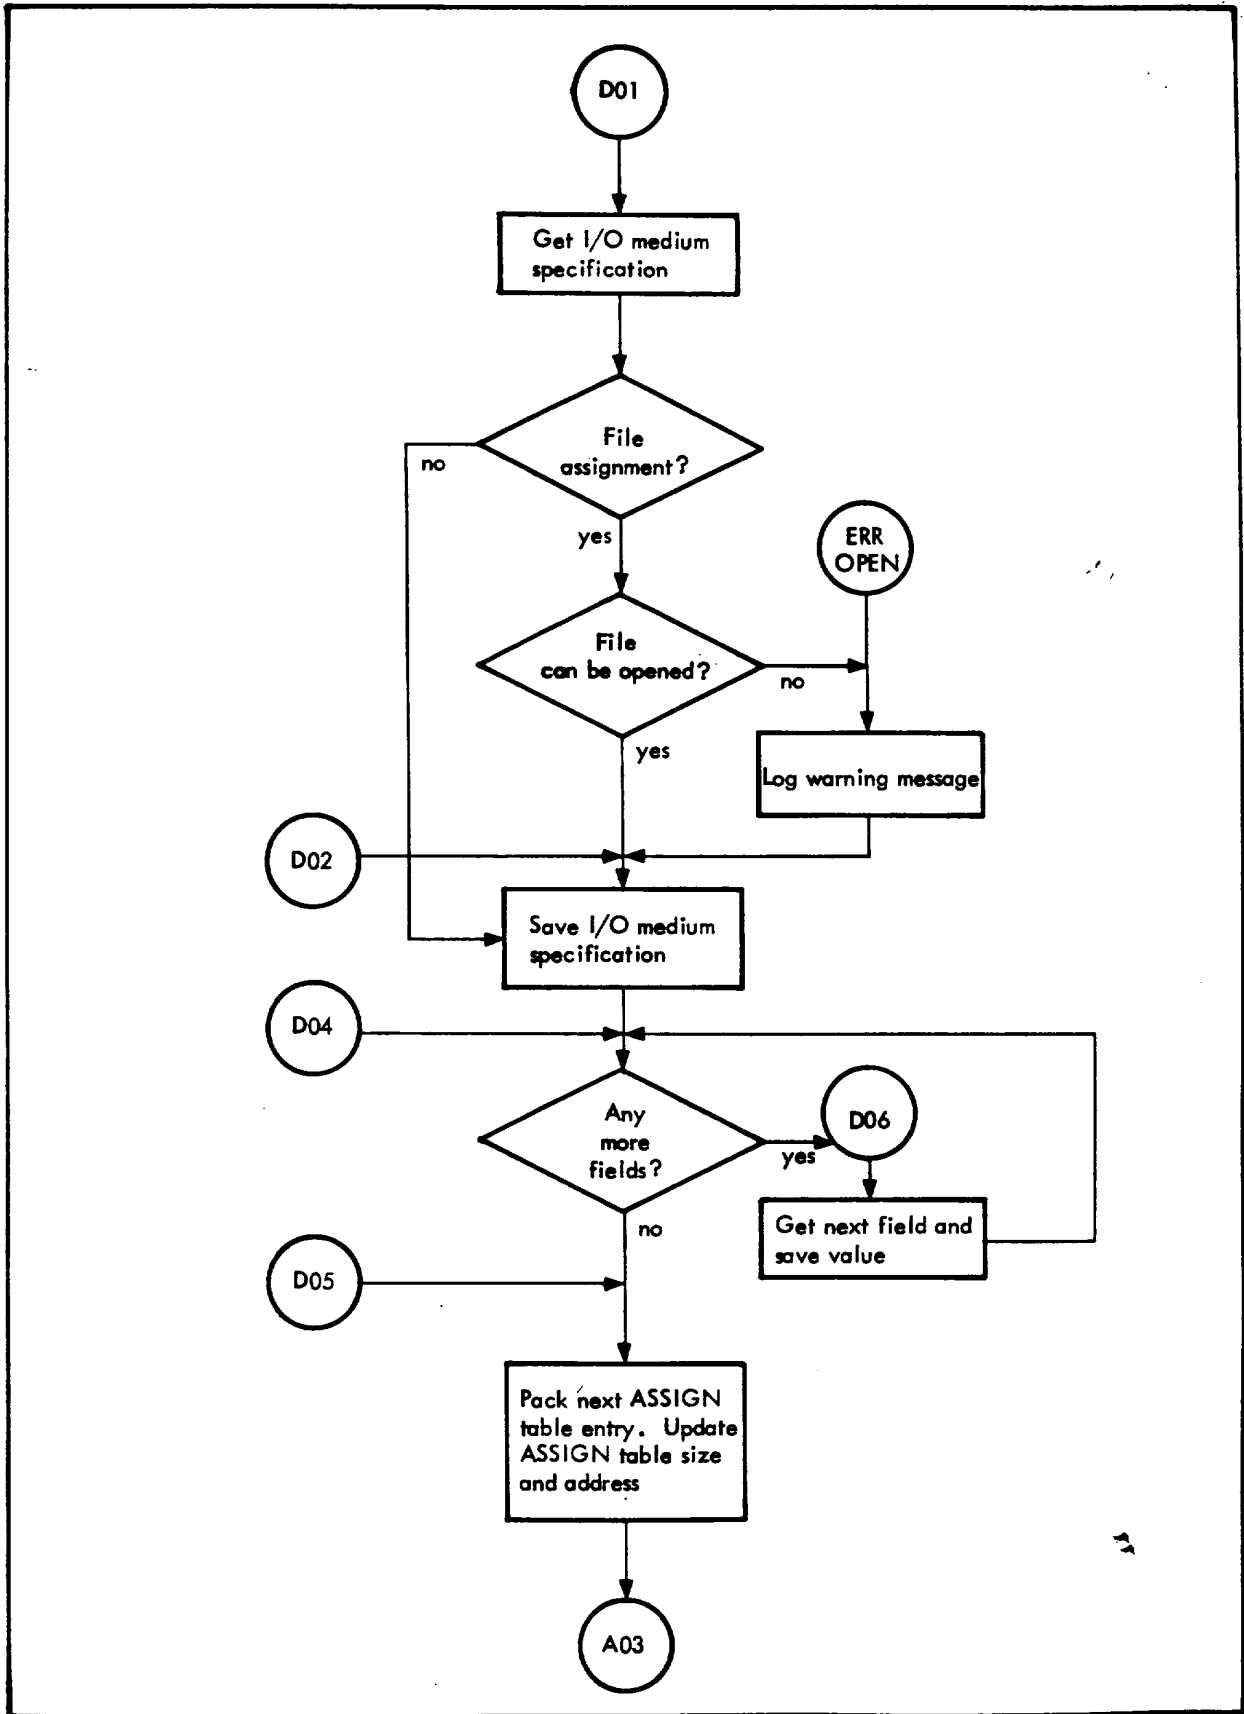 D01
Get I/O medium
specification
File
assignment?
no
yes
ERR
OPEN
File
can be opened?
no
yes
Log warning message
D02
Save I/O medium
specification
D04
Any
more
fields?
yes
D06
no
Get next field and
save value
D05
Pack next ASSIGN
table entry. Update
ASSIGN table size
and address
A03